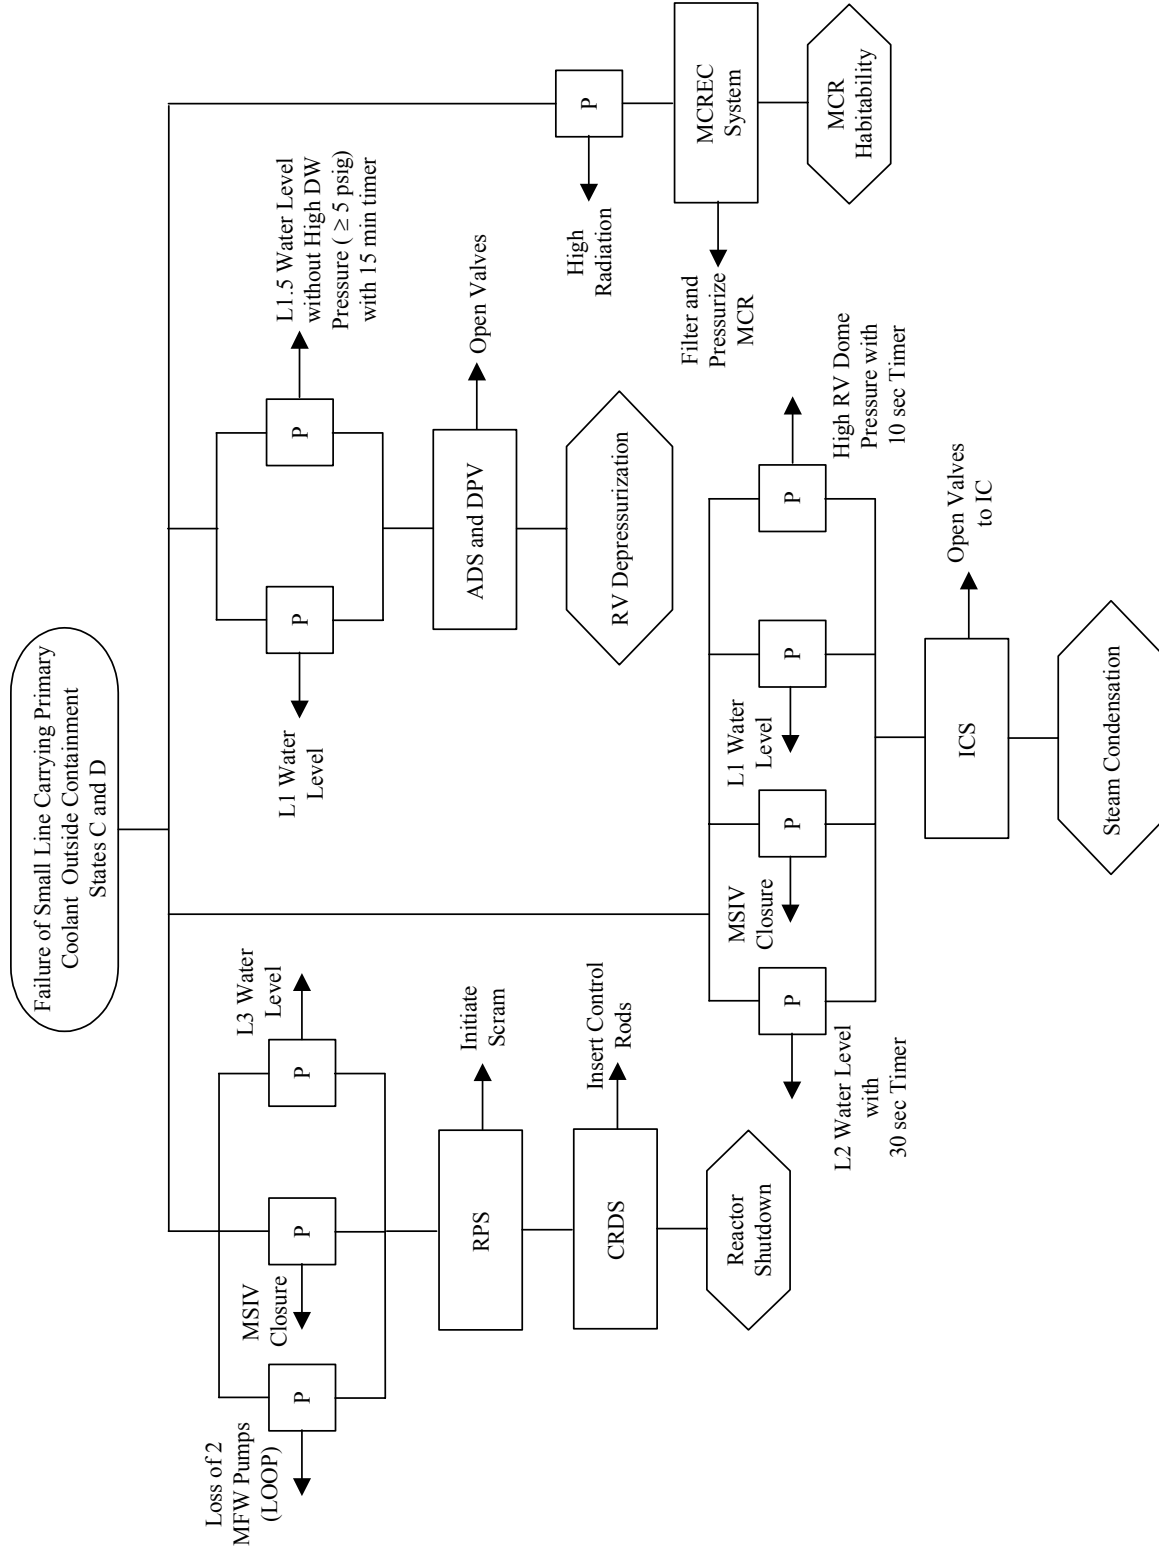 Failure of Small Line Carrying Primary
Coolant Outside Containment
States C and D
Loss of 2
MFW Pumps
(LOOP)
P
MSIV
Closure
P
L3 Water
Level
P
RPS
Initiate
Scram
CRDS
Insert Control
Rods
Reactor
Shutdown
L2 Water Level
with
30 sec Timer
P
MSIV
Closure
P
L1 Water
Level
P
High RV Dome
Pressure with
10 sec Timer
P
ICS
Open Valves
to IC
Steam Condensation
L1 Water
Level
P
L1.5 Water Level
without High DW
Pressure ( ≥ 5 psig)
with 15 min timer
P
ADS and DPV
Open Valves
RV Depressurization
High
Radiation
P
Filter and
Pressurize
MCR
MCREC
System
MCR
Habitability